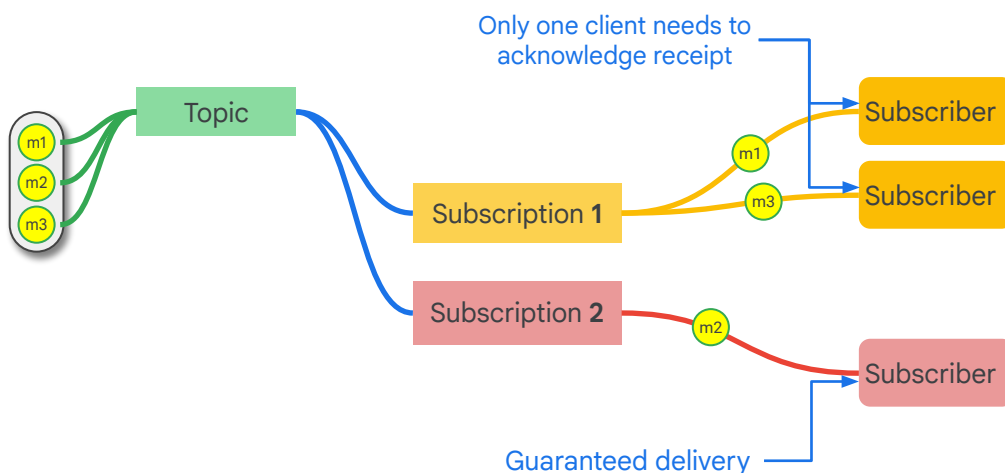 Only one client needs to
acknowledge receipt
Topic
Subscriber
m1
m2
m3
m1
Subscription 1
m3
Subscriber
Subscription 2
m2
Subscriber
Guaranteed delivery